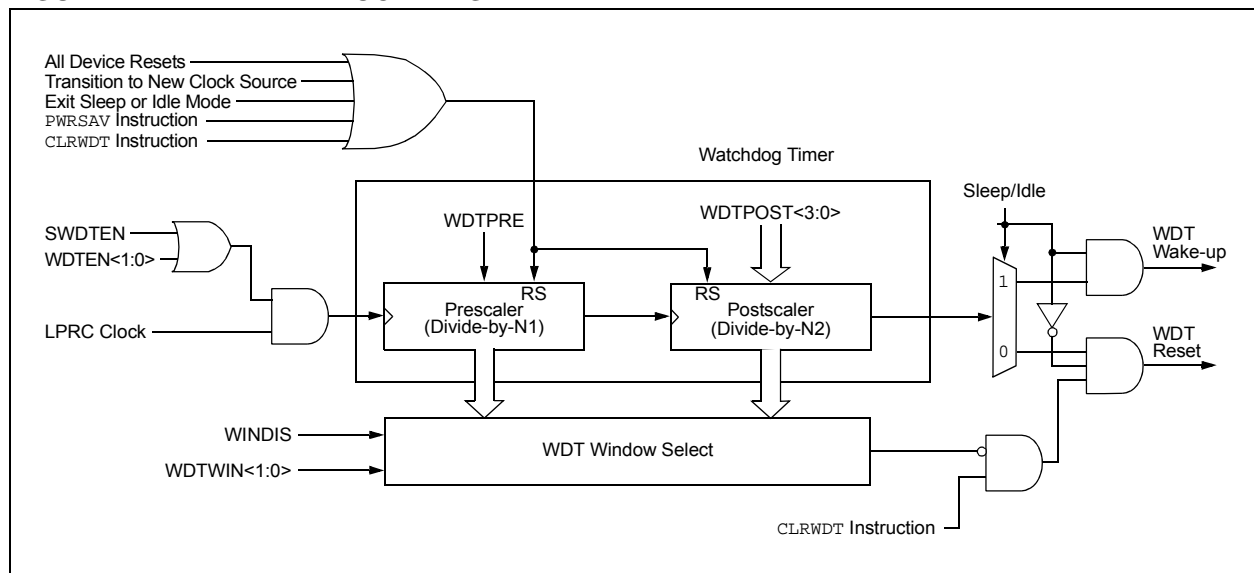 All Device Resets
Transition to New Clock Source
Exit Sleep or Idle Mode
PWRSAV Instruction
CLRWDT Instruction
Watchdog Timer
Sleep/Idle
WDTPRE
WDTPOST<3:0>
SWDTEN
WDTEN<1:0>
WDT
Wake-up
RS
RS
1
Prescaler
(Divide-by-N1)
Postscaler
(Divide-by-N2)
LPRC Clock
0
WDT
Reset
WINDIS
WDT Window Select
WDTWIN<1:0>
CLRWDT Instruction